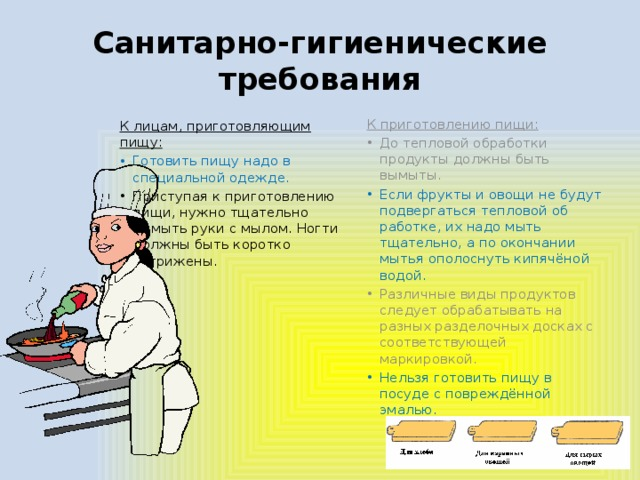 Санитарно-гигиенические
требования
К лицам, приготовляющим
пищу:
• Готовить пищу надо в
специальной одежде.
• Приступая к приготовлению
пищи, нужно тщательно
мыть руки с мылом. Ногти
должны быть коротко
трижены.
К приготовлению пищи:
• До тепловой обработки
продукты должны быть
вымыты.
• Если фрукты и овощи не будут
подвергаться тепловой об
работке, их надо мыть
тщательно, а по окончании
мытья ополоснуть кипячёной
водой.
• Различные виды продуктов
следует обрабатывать на
разных разделочных досках с
соответствующей
маркировкой.
• Нельзя готовить пищу в
посуде с повреждённой
эмалью.
Для хлеба
Для вареных
овощей
Для сырых
овощей